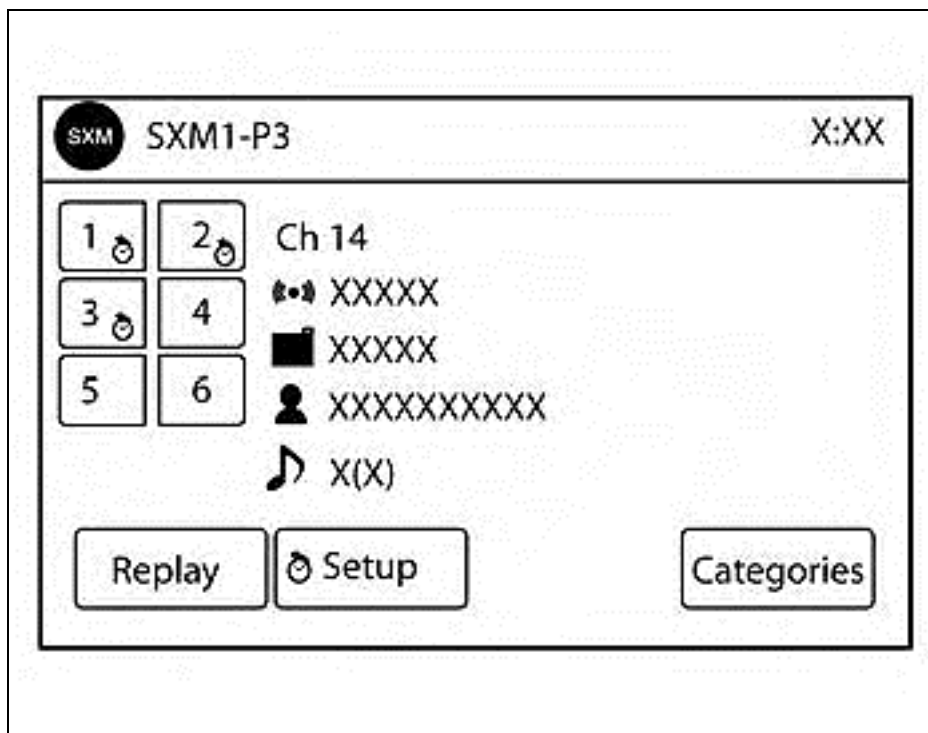 SXM SXM1-P3 X:XX
1 2 Ch 14
XXXXX
3 4
XXXXX
5 6
XXXXXXXXXX
X(X)
Replay Setup Categories